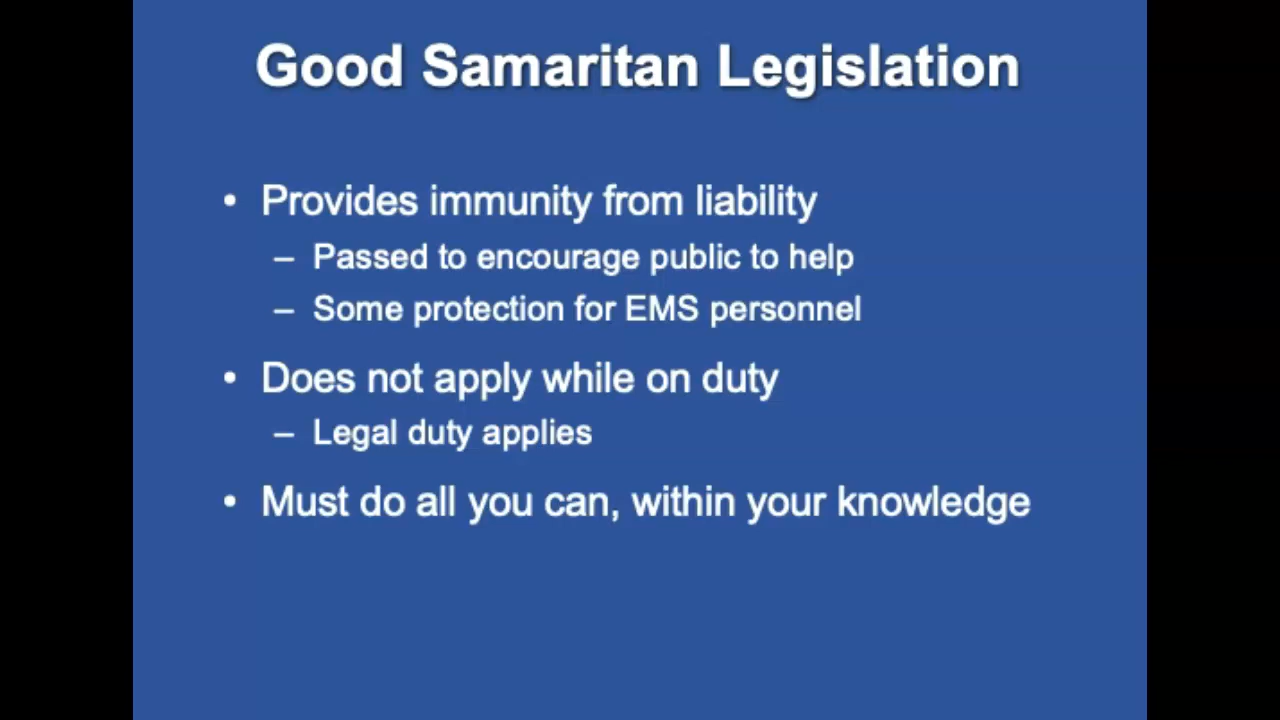 Good Samaritan Legislation
• Provides immunity from liability
– Passed to encourage public to help
– Some protection for EMS personnel
• Does not apply while on duty
– Legal duty applies
• Must do all you can, within your knowledge